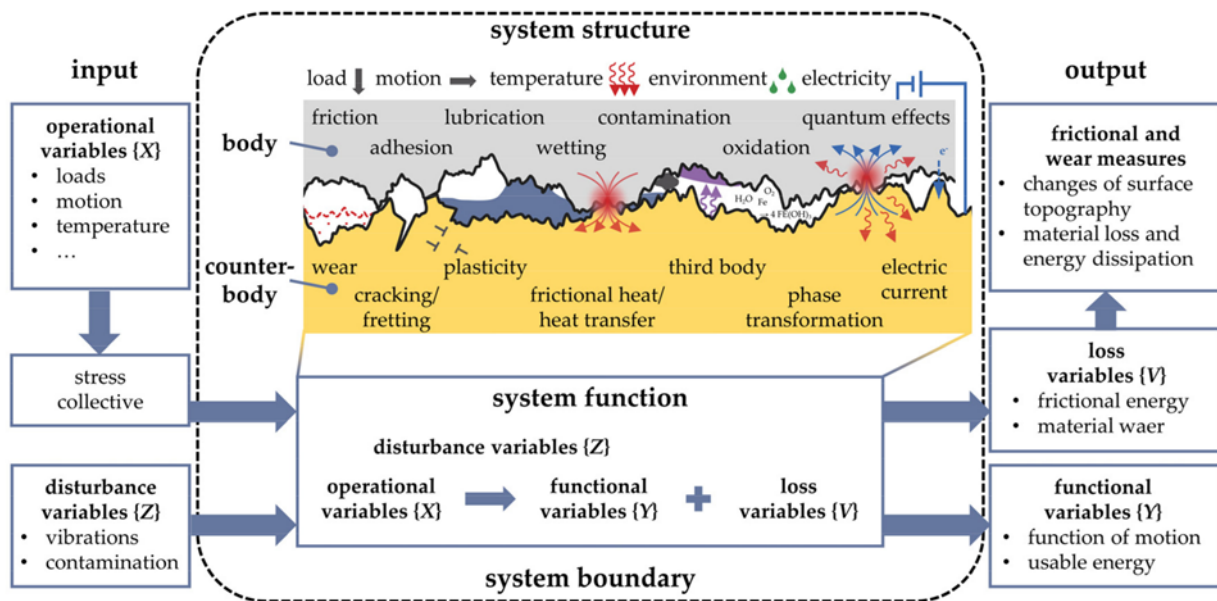 system structure
input
output
load motion temperature environment electricity
operational
variables {X}
• loads
• motion
• temperature
• …
body
counter-
body
friction
lubrication
contamination
quantum effects
adhesion
wetting
oxidation
e⁻
O₂
H₂O
Fe
→ 4 FE(OH)₃
wear
plasticity
third body
electric
current
cracking/
fretting
frictional heat/
heat transfer
phase
transformation
frictional and
wear measures
• changes of surface
topography
• material loss and
energy dissipation
stress
collective
system function
disturbance variables {Z}
operational
variables {X}
functional
variables {Y}
loss
variables {V}
loss
variables {V}
• frictional energy
• material waer
disturbance
variables {Z}
• vibrations
• contamination
functional
variables {Y}
• function of motion
• usable energy
system boundary